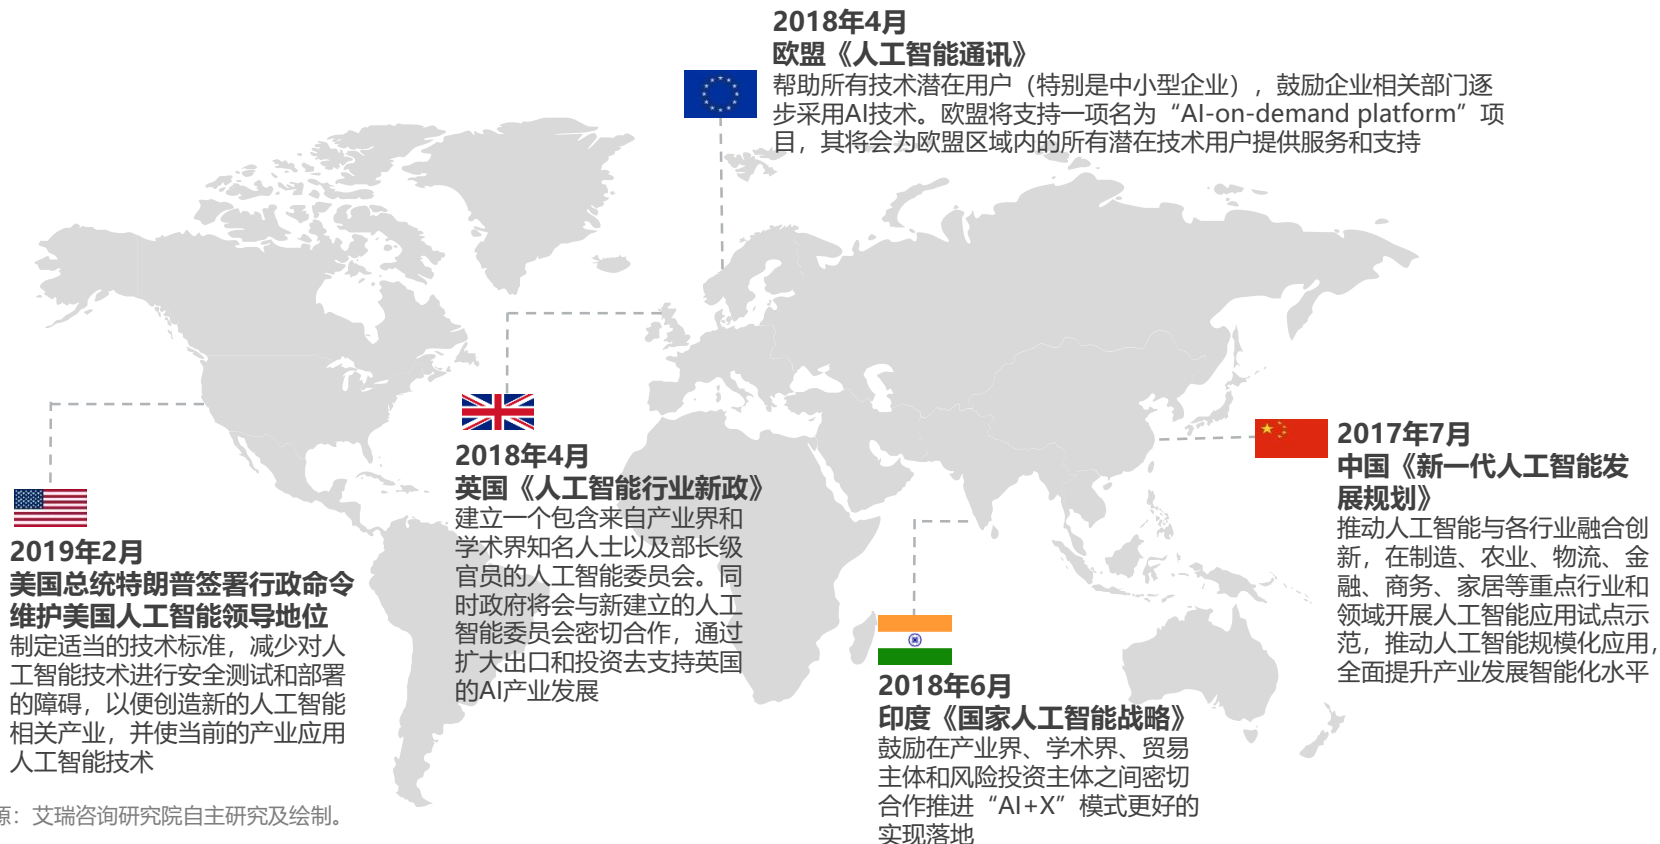 2018年4月
欧盟《人工智能通讯》
帮助所有技术潜在用户（特别是中小型企业），鼓励企业相关部门逐
步采用AI技术。欧盟将支持一项名为“AI-on-demand platform”项
目，其将会为欧盟区域内的所有潜在技术用户提供服务和支持
2018年4月
英国《人工智能行业新政》
建立一个包含来自产业界和
学术界知名人士以及部长级
官员的人工智能委员会。同
时政府将会与新建立的人工
智能委员会密切合作，通过
扩大出口和投资去支持英国
的AI产业发展
2017年7月
中国《新一代人工智能发
展规划》
推动人工智能与各行业融合创
新，在制造、农业、物流、金
融、商务、家居等重点行业和
领域开展人工智能应用试点示
范，推动人工智能规模化应用，
全面提升产业发展智能化水平
2019年2月
美国总统特朗普签署行政命令
维护美国人工智能领导地位
制定适当的技术标准，减少对人
工智能技术进行安全测试和部署
的障碍，以便创造新的人工智能
相关产业，并使当前的产业应用
人工智能技术
2018年6月
印度《国家人工智能战略》
鼓励在产业界、学术界、贸易
主体和风险投资主体之间密切
合作推进“AI+X”模式更好的
实现落地
源：艾瑞咨询研究院自主研究及绘制。